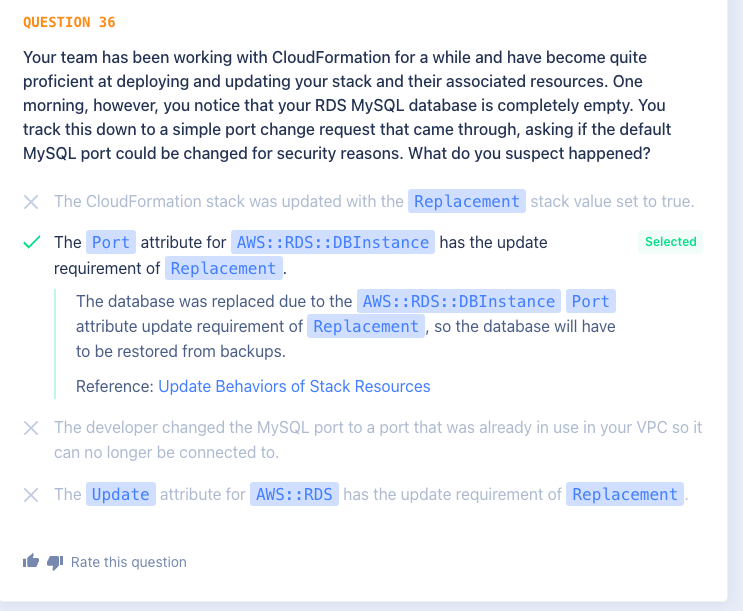 QUESTION 36
Your team has been working with CloudFormation for a while and have become quite
proficient at deploying and updating your stack and their associated resources. One
morning, however, you notice that your RDS MySQL database is completely empty. You
track this down to a simple port change request that came through, asking if the default
MySQL port could be changed for security reasons. What do you suspect happened?
The CloudFormation stack was updated with the Replacement stack value set to true.
The Port attribute for AWS::RDS::DBInstance has the update
Selected
requirement of Replacement.
The database was replaced due to the AWS::RDS::DBInstance Port
attribute update requirement of Replacement, so the database will have
to be restored from backups.
Reference: Update Behaviors of Stack Resources
The developer changed the MySQL port to a port that was already in use in your VPC so it
can no longer be connected to.
The Update attribute for AWS::RDS has the update requirement of Replacement.
Rate this question